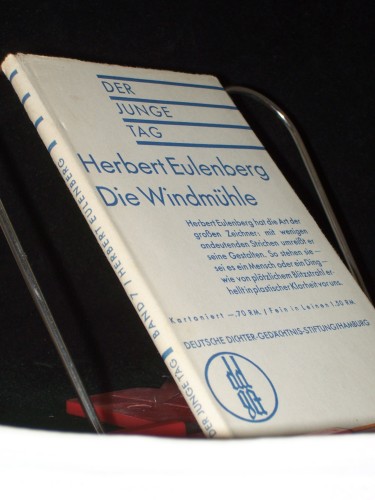 DER
JUNGE
TAG
Herbert Eulenberg
Die Windmühle
Herbert Eulenberg hat die Art der
großen Zeichner: mit wenigen
andeutenden Strichen umreißt er
seine Gestalten. So stehen sie —
sei es ein Mensch oder ein Ding —
wie von plötzlichem Blitzstrahl er-
hellt in plastischer Klarheit vor uns.
Kartoniert —.70 RM. / Fein in Leinen 1.50 RM.
DEUTSCHE DICHTER-GEDÄCHTNIS-STIFTUNG/HAMBURG
dd
gst
DER JUNGE TAG BAND 7 / HERBERT EULENBERG